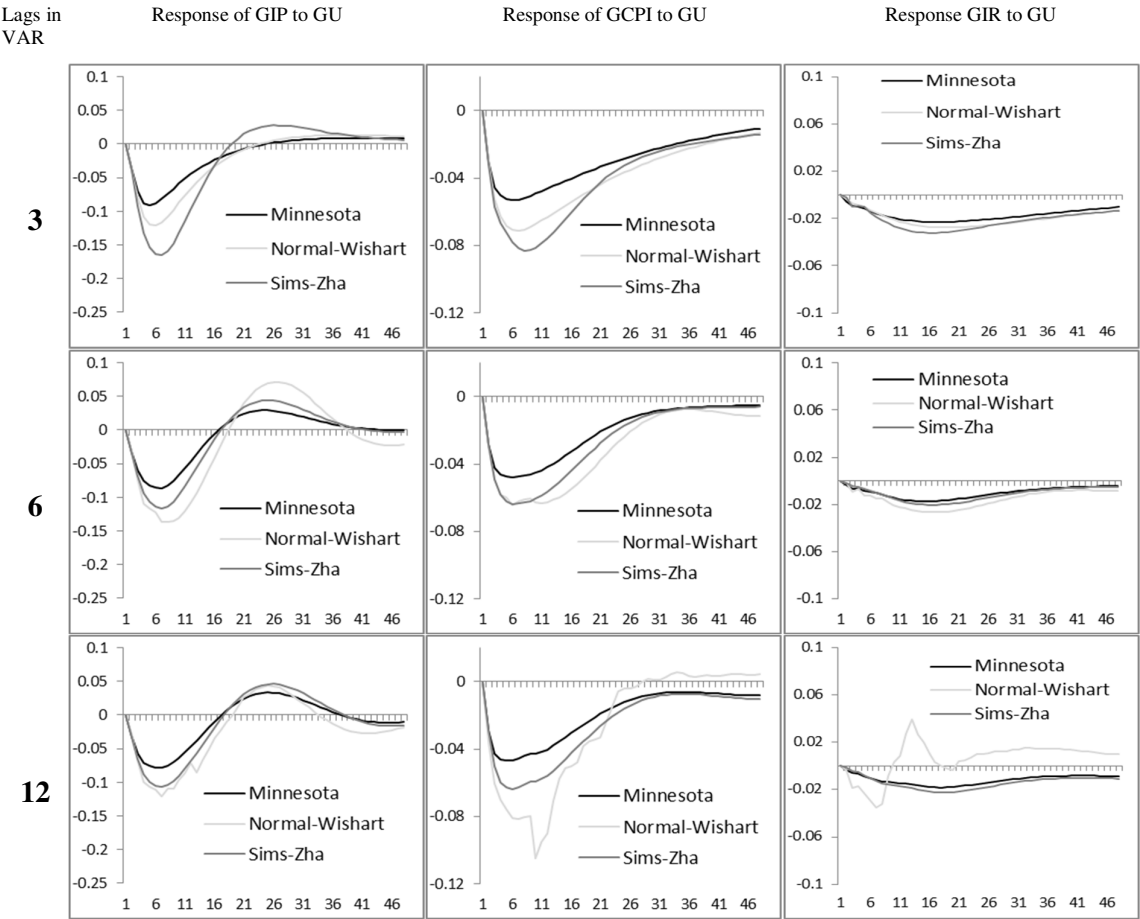 Lags in VAR
Response of GIP to GU
Response of GCPI to GU
Response GIR to GU
3
0.1
0.05
0
-0.05
-0.1
-0.15
-0.2
-0.25
1 6 11 16 21 26 31 36 41 46
Minnesota
Normal-Wishart
Sims-Zha
0
-0.04
-0.08
-0.12
1 6 11 16 21 26 31 36 41 46
Minnesota
Normal-Wishart
Sims-Zha
0.1
0.06
0.02
-0.02
-0.06
-0.1
1 6 11 16 21 26 31 36 41 46
Minnesota
Normal-Wishart
Sims-Zha
6
0.1
0.05
0
-0.05
-0.1
-0.15
-0.2
-0.25
1 6 11 16 21 26 31 36 41 46
Minnesota
Normal-Wishart
Sims-Zha
0
-0.04
-0.08
-0.12
1 6 11 16 21 26 31 36 41 46
Minnesota
Normal-Wishart
Sims-Zha
0.1
0.06
0.02
-0.02
-0.06
-0.1
1 6 11 16 21 26 31 36 41 46
Minnesota
Normal-Wishart
Sims-Zha
12
0.1
0.05
0
-0.05
-0.1
-0.15
-0.2
-0.25
1 6 11 16 21 26 31 36 41 46
Minnesota
Normal-Wishart
Sims-Zha
0
-0.04
-0.08
-0.12
1 6 11 16 21 26 31 36 41 46
Minnesota
Normal-Wishart
Sims-Zha
0.1
0.06
0.02
-0.02
-0.06
-0.1
1 6 11 16 21 26 31 36 41 46
Minnesota
Normal-Wishart
Sims-Zha